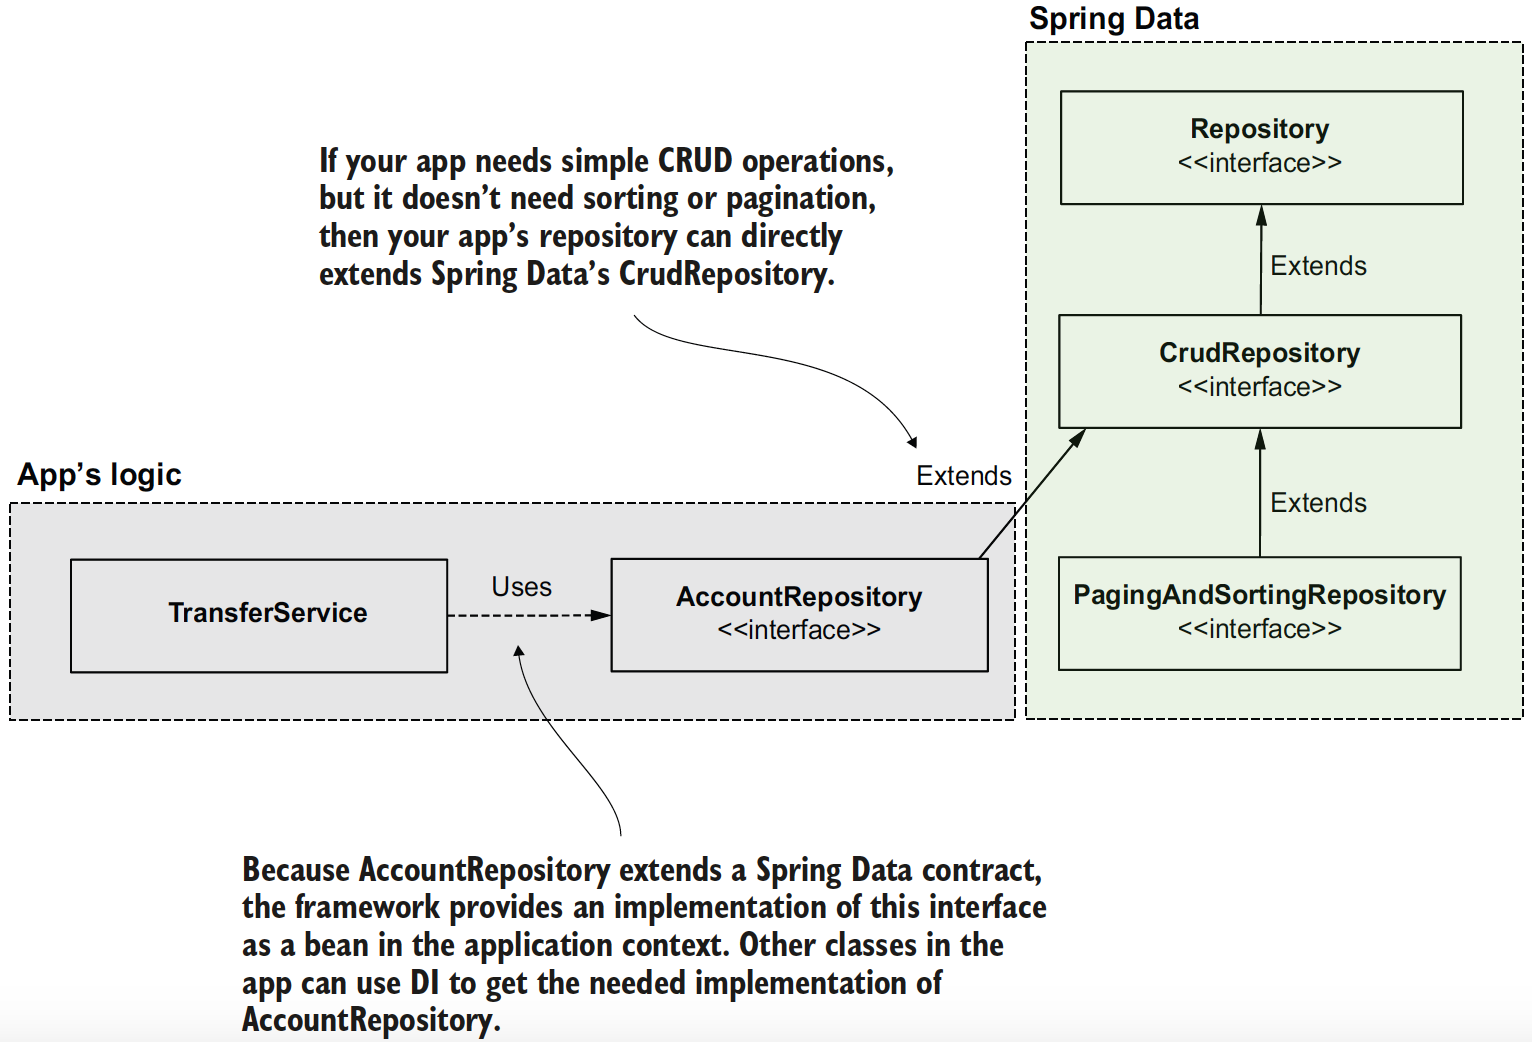 Spring Data
Repository
<<interface>>
If your app needs simple CRUD operations,
but it doesn’t need sorting or pagination,
then your app’s repository can directly
extends Spring Data’s CrudRepository.
Extends
CrudRepository
<<interface>>
App’s logic
Extends
Extends
TransferService
Uses
AccountRepository
<<interface>>
PagingAndSortingRepository
<<interface>>
Because AccountRepository extends a Spring Data contract,
the framework provides an implementation of this interface
as a bean in the application context. Other classes in the
app can use DI to get the needed implementation of
AccountRepository.